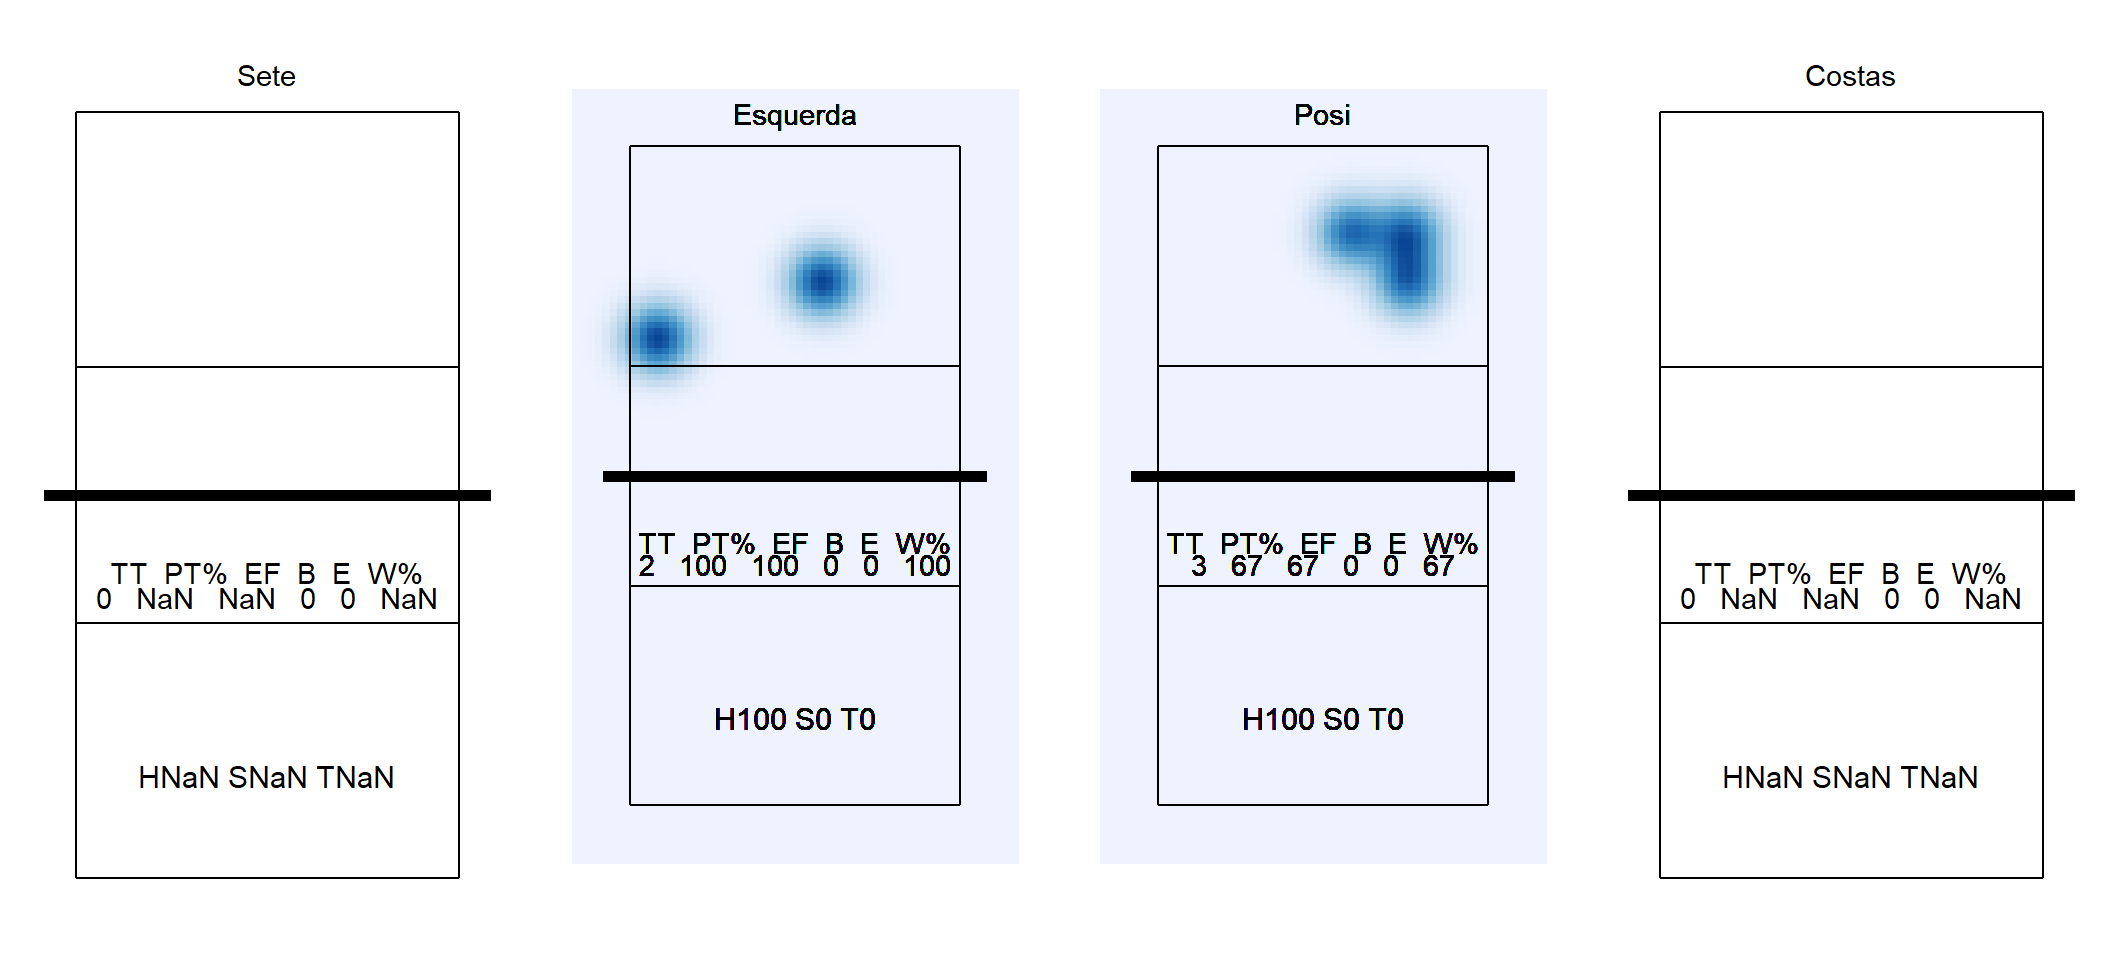 Sete
TT PT% EF B E W%
0 NaN NaN 0 0 NaN
HNaN SNaN TNaN
Esquerda
TT PT% EF B E W%
2 100 100 0 0 100
H100 S0 T0
Posi
TT PT% EF B E W%
3 67 67 0 0 67
H100 S0 T0
Costas
TT PT% EF B E W%
0 NaN NaN 0 0 NaN
HNaN SNaN TNaN